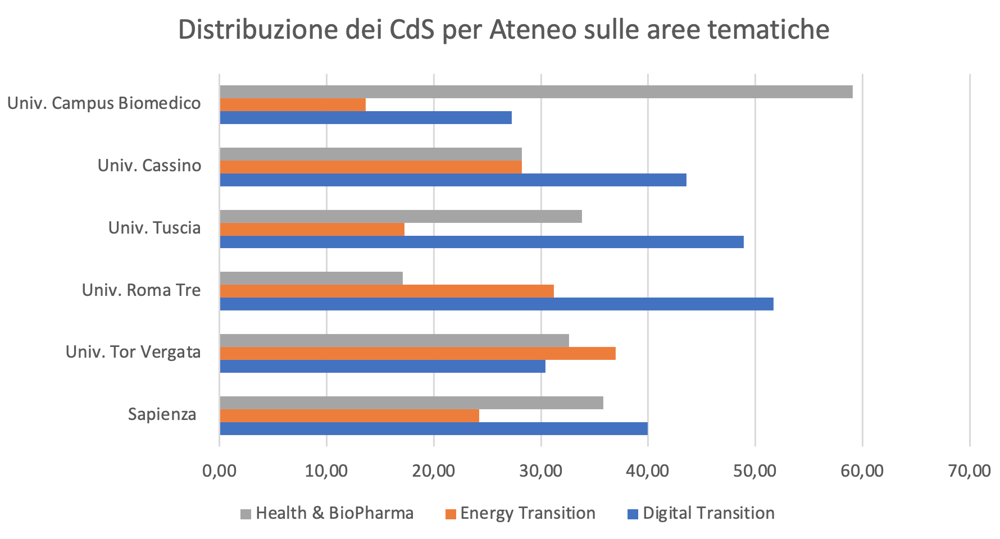 Distribuzione dei CdS per Ateneo sulle aree tematiche
Univ. Campus Biomedico
Univ. Cassino
Univ. Tuscia
Univ. Roma Tre
Univ. Tor Vergata
Sapienza
0,00 10,00 20,00 30,00 40,00 50,00 60,00 70,00
Health & BioPharma Energy Transition Digital Transition